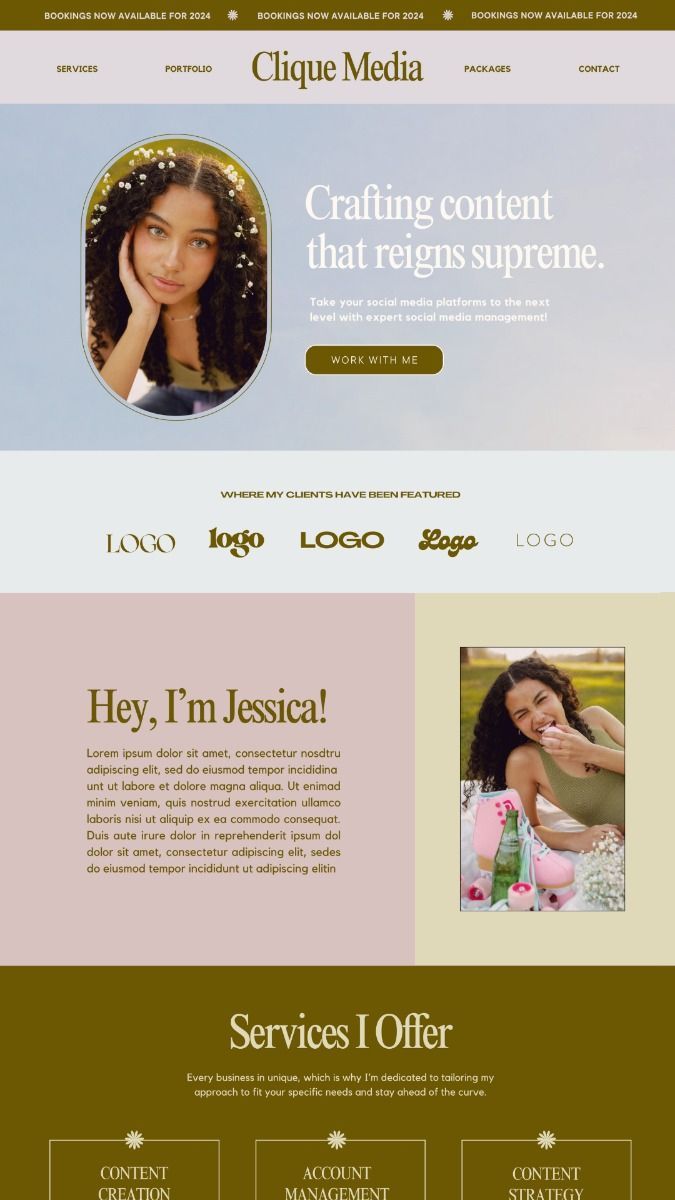 BOOKINGS NOW AVAILABLE FOR 2024 BOOKINGS NOW AVAILABLE FOR 2024 BOOKINGS NOW AVAILABLE FOR 2024
SERVICES PORTFOLIO Clique Media PACKAGES CONTACT
Crafting content
that reigns supreme.
Take your social media platforms to the next
level with expert social media management!
WORK WITH ME
WHERE MY CLIENTS HAVE BEEN FEATURED
LOGO logo LOGO Logo LOGO
Hey, I'm Jessica!
Lorem ipsum dolor sit amet, consectetur nosdtru
adipiscing elit, sed do eiusmod tempor incididina
unt ut labore et dolore magna aliqua. Ut enimad
minim veniam, quis nostrud exercitation ullamco
laboris nisi ut aliquip ex ea commodo consequat.
Duis aute irure dolor in reprehenderit ipsum dol
dolor sit amet, consectetur adipiscing elit, sedes
do eiusmod tempor incididunt ut adipiscing elitin
Services I Offer
Every business in unique, which is why I'm dedicated to tailoring my
approach to fit your specific needs and stay ahead of the curve.
CONTENT ACCOUNT CONTENT
CREATION MANAGEMENT STRATEGY